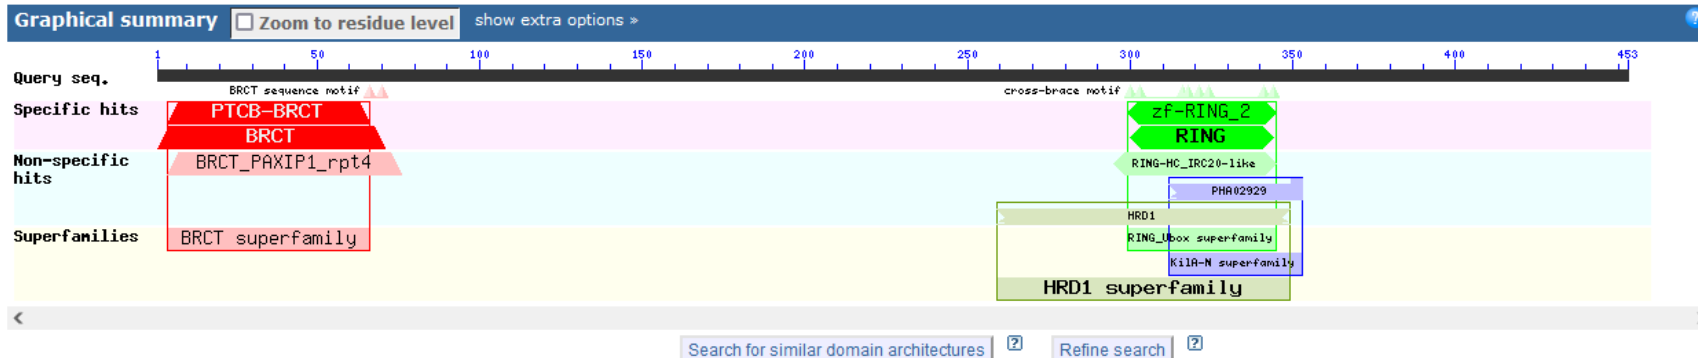 Graphical summary Zoom to residue level show extra options »
1 50 100 150 200 250 300 350 400 453
Query seq.
BRCT sequence motif cross-brace motif
Specific hits PTCB-BRCT zf-RING_2
BRCT RING
Non-specific BRCT_PAXIP1_rpt4 RING-HC_IRC20-like
hits
PHA02929
HRD1
Superfamilies BRCT superfamily RING_Ubox superfamily
KilA-N superfamily
HRD1 superfamily
Search for similar domain architectures ? Refine search ?